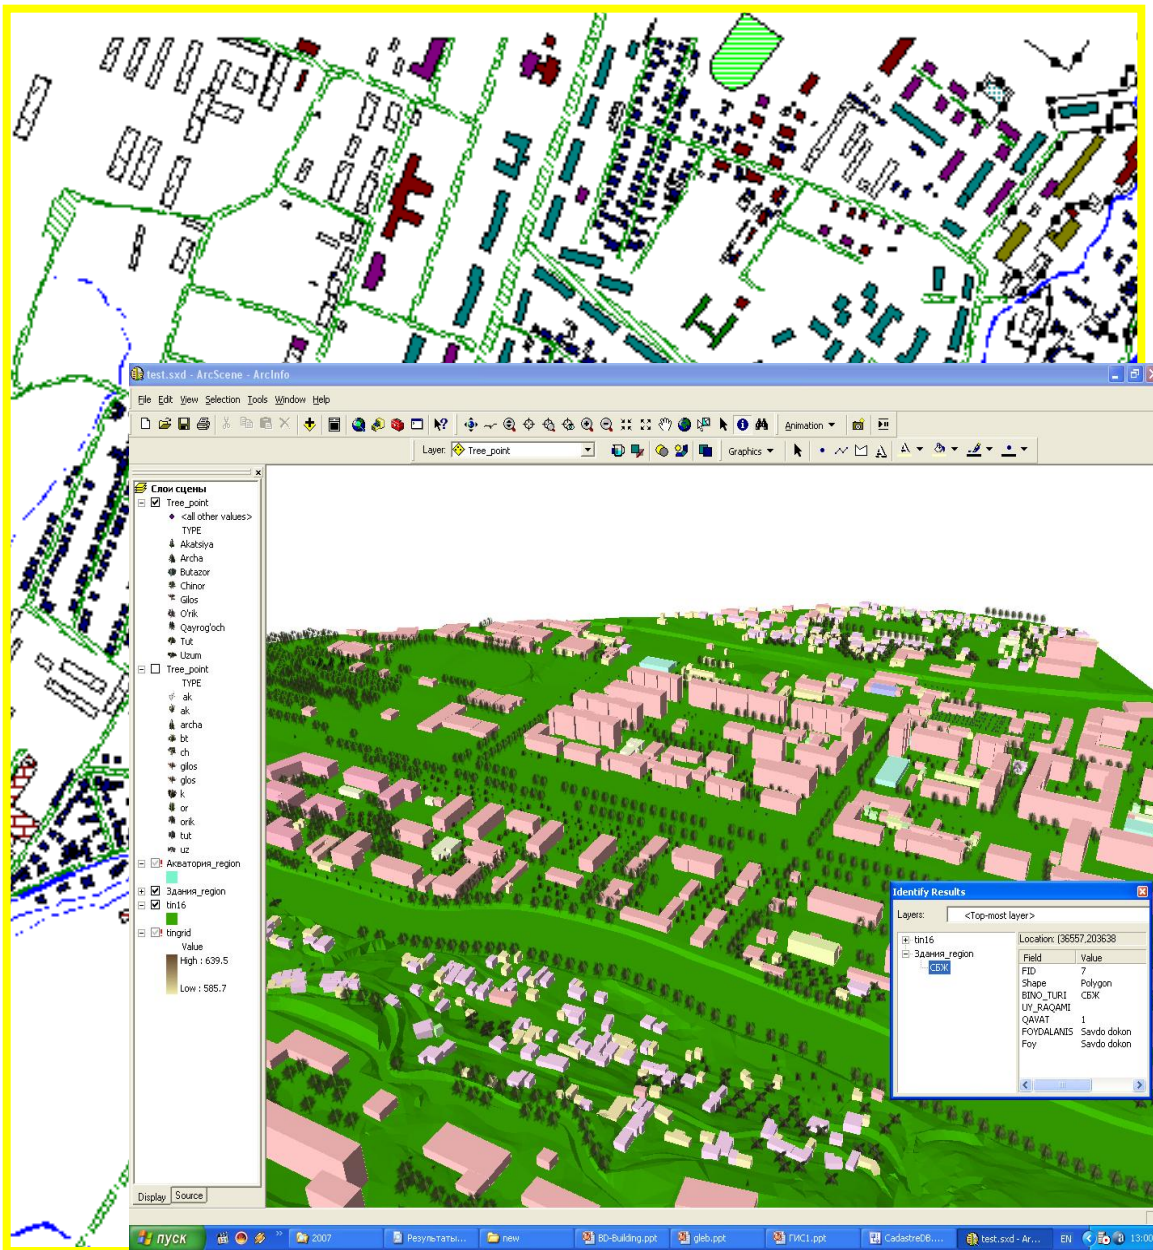 test.sxd - ArcScene - ArcInfo
File Edit View Selection Tools Window Help
Animation
Layer: Tree_point
Graphics
Слои сцены
Tree_point
<all other values>
TYPE
Akatsiya
Archa
Butazor
Chinor
Gilos
O'rik
Qayrog'och
Tut
Uzum
Tree_point
TYPE
ak
ak
archa
bt
ch
gilos
glos
k
or
orik
tut
uz
Акватория_region
Здания_region
tin16
tingrid
Value
High : 639.5
Low : 585.7
Display Source
Identify Results
Layers: <Top-most layer>
tin16
Здания_region
СБЖ
Location: (36557,203638
Field Value
FID 7
Shape Polygon
BINO_TURI СБЖ
UY_RAQAMI
QAVAT 1
FOYDALANIS Savdo dokon
Foy Savdo dokon
пуск » 2007 Результаты... new BD-Building.ppt gleb.ppt ГИС1.ppt CadastreDB.... test.sxd - Ar... EN 13:00